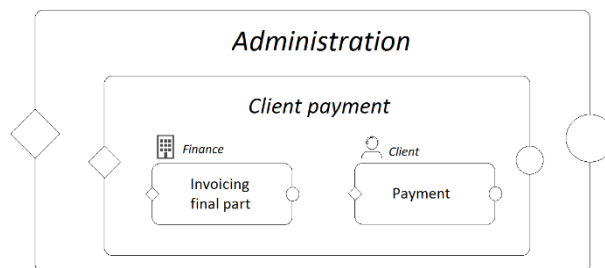 Administration
Client payment
Finance
Client
Invoicing
final part
Payment